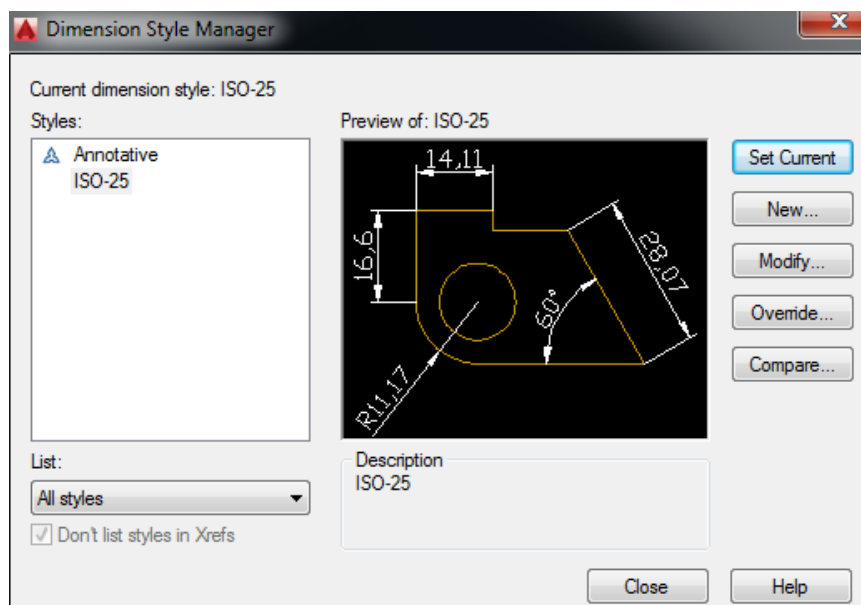 Dimension Style Manager
Current dimension style: ISO-25
Styles:
Annotative
ISO-25
Preview of: ISO-25
14,11
16,6
28,07
60°
R11,17
Set Current
New...
Modify...
Override...
Compare...
List:
All styles
Don't list styles in Xrefs
Description
ISO-25
Close
Help